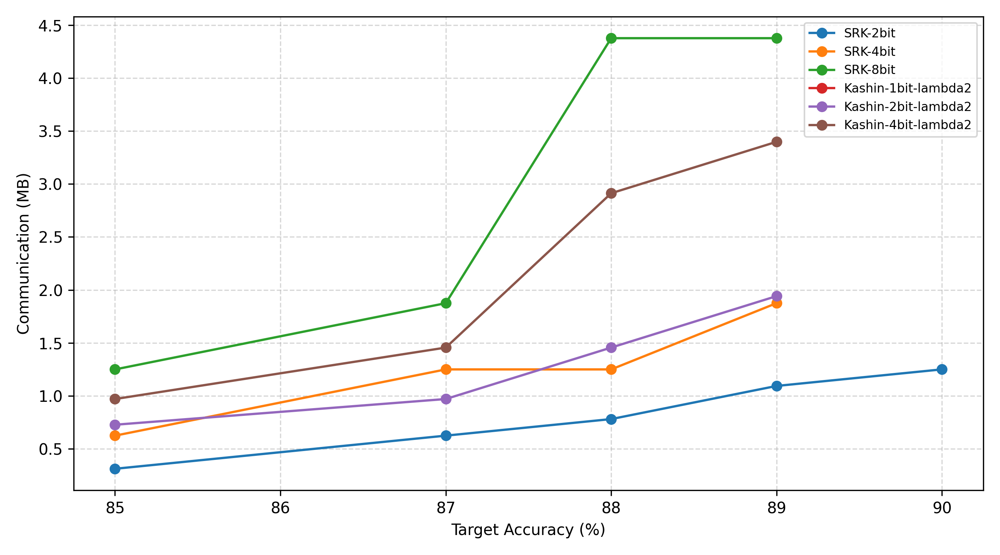 4.5
4.0
3.5
3.0
2.5
2.0
1.5
1.0
0.5
Communication (MB)
SRK-2bit
SRK-4bit
SRK-8bit
Kashin-1bit-lambda2
Kashin-2bit-lambda2
Kashin-4bit-lambda2
85 86 87 88 89 90
Target Accuracy (%)